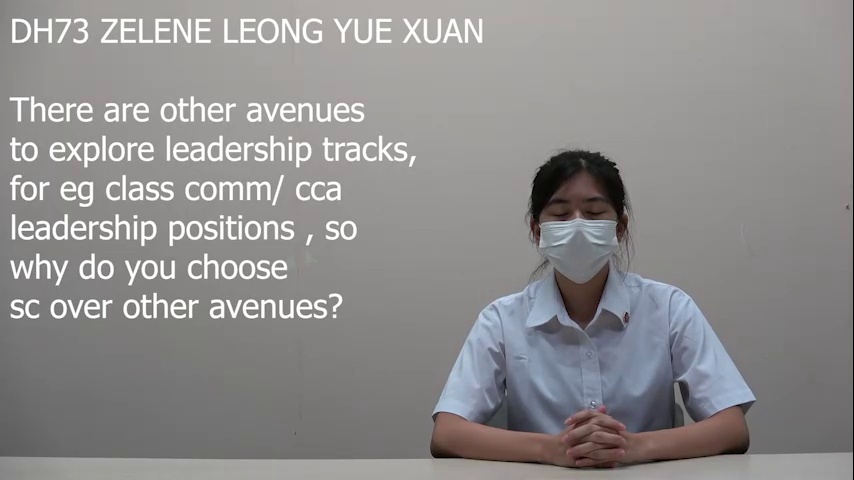 DH73 ZELENE LEONG YUE XUAN
There are other avenues
to explore leadership tracks,
for eg class comm/ cca
leadership positions , so
why do you choose
sc over other avenues?